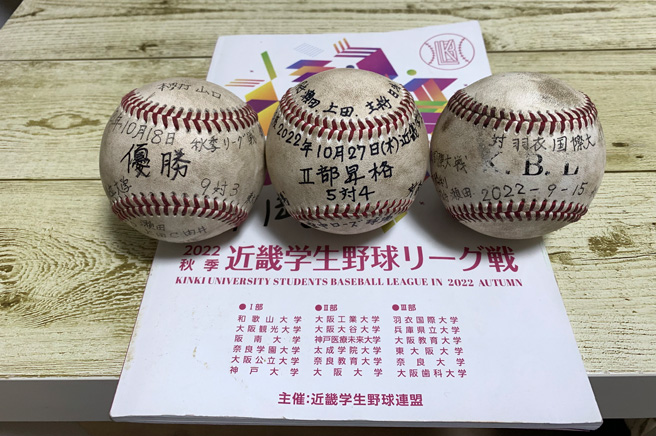 年10月18日 秋季リーグ戦
優勝
9対3
上田
2022年10月27日(木)近畿
Ⅱ部昇格
5対4
対 羽衣国際大
K.B.L
2022-9-15
2022
秋季 近畿学生野球リーグ戦
KINKI UNIVERSITY STUDENTS BASEBALL LEAGUE IN 2022 AUTUMN
●Ⅰ部 ●Ⅱ部 ●Ⅲ部
和歌山大学 大阪工業大学 羽衣国際大学
大阪観光大学 大阪大谷大学 兵庫県立大学
阪南大学 神戸医療未来大学 大阪教育大学
奈良学園大学 太成学院大学 東大阪大学
大阪公立大学 奈良教育大学 奈良大学
神戸大学 大阪大学 大阪歯科大学
主催:近畿学生野球連盟